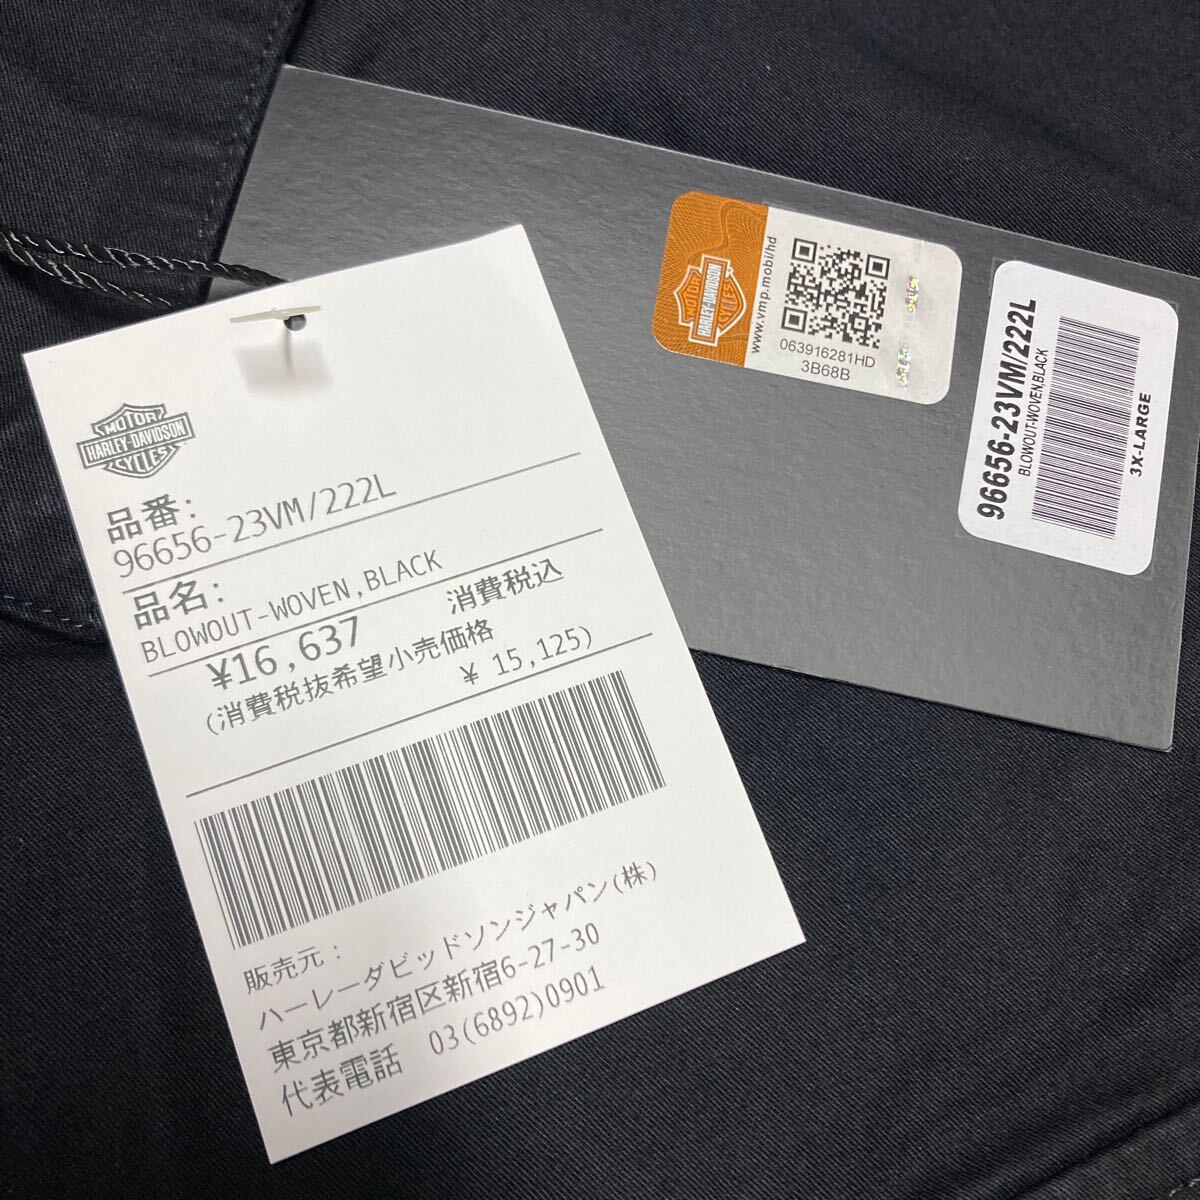 MOTOR
HARLEY-DAVIDSON
CYCLES
品番:
96656-23VM/222L
品名:
BLOWOUT-WOVEN,BLACK
¥16,637 消費税込
(消費税抜希望小売価格
¥ 15,125)
販売元:
ハーレーダビッドソンジャパン(株)
東京都新宿区新宿6-27-30
代表電話 03(6892)0901
MOTOR
HARLEY-DAVIDSON
CYCLES
www.vmp.mobi/hd
063916281HD
3B68B
96656-23VM/222L
BLOWOUT-WOVEN,BLACK
3X-LARGE